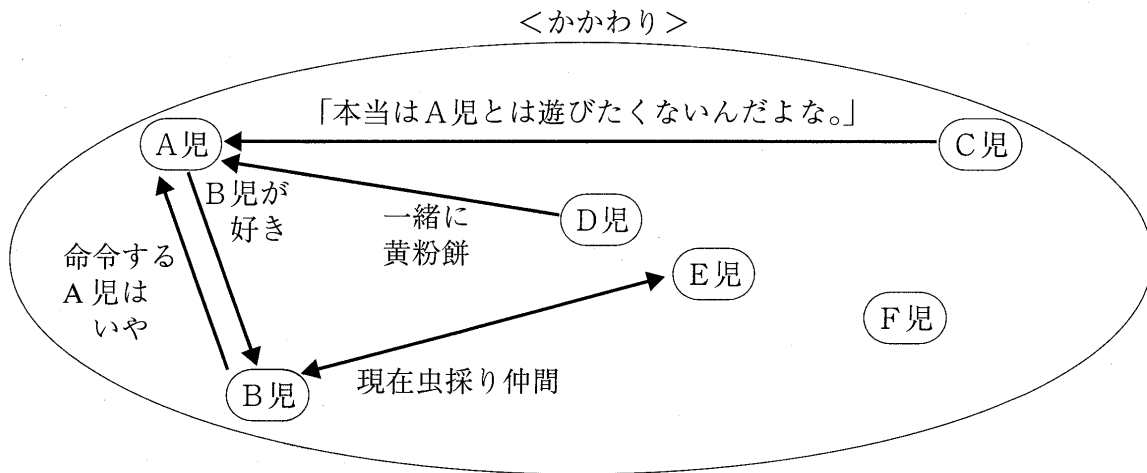 ＜かかわり＞
「本当はA児とは遊びたくないんだよな。」
A児
C児
B児が
好き
一緒に
黄粉餅
D児
命令する
A児は
いや
E児
F児
B児
現在虫採り仲間